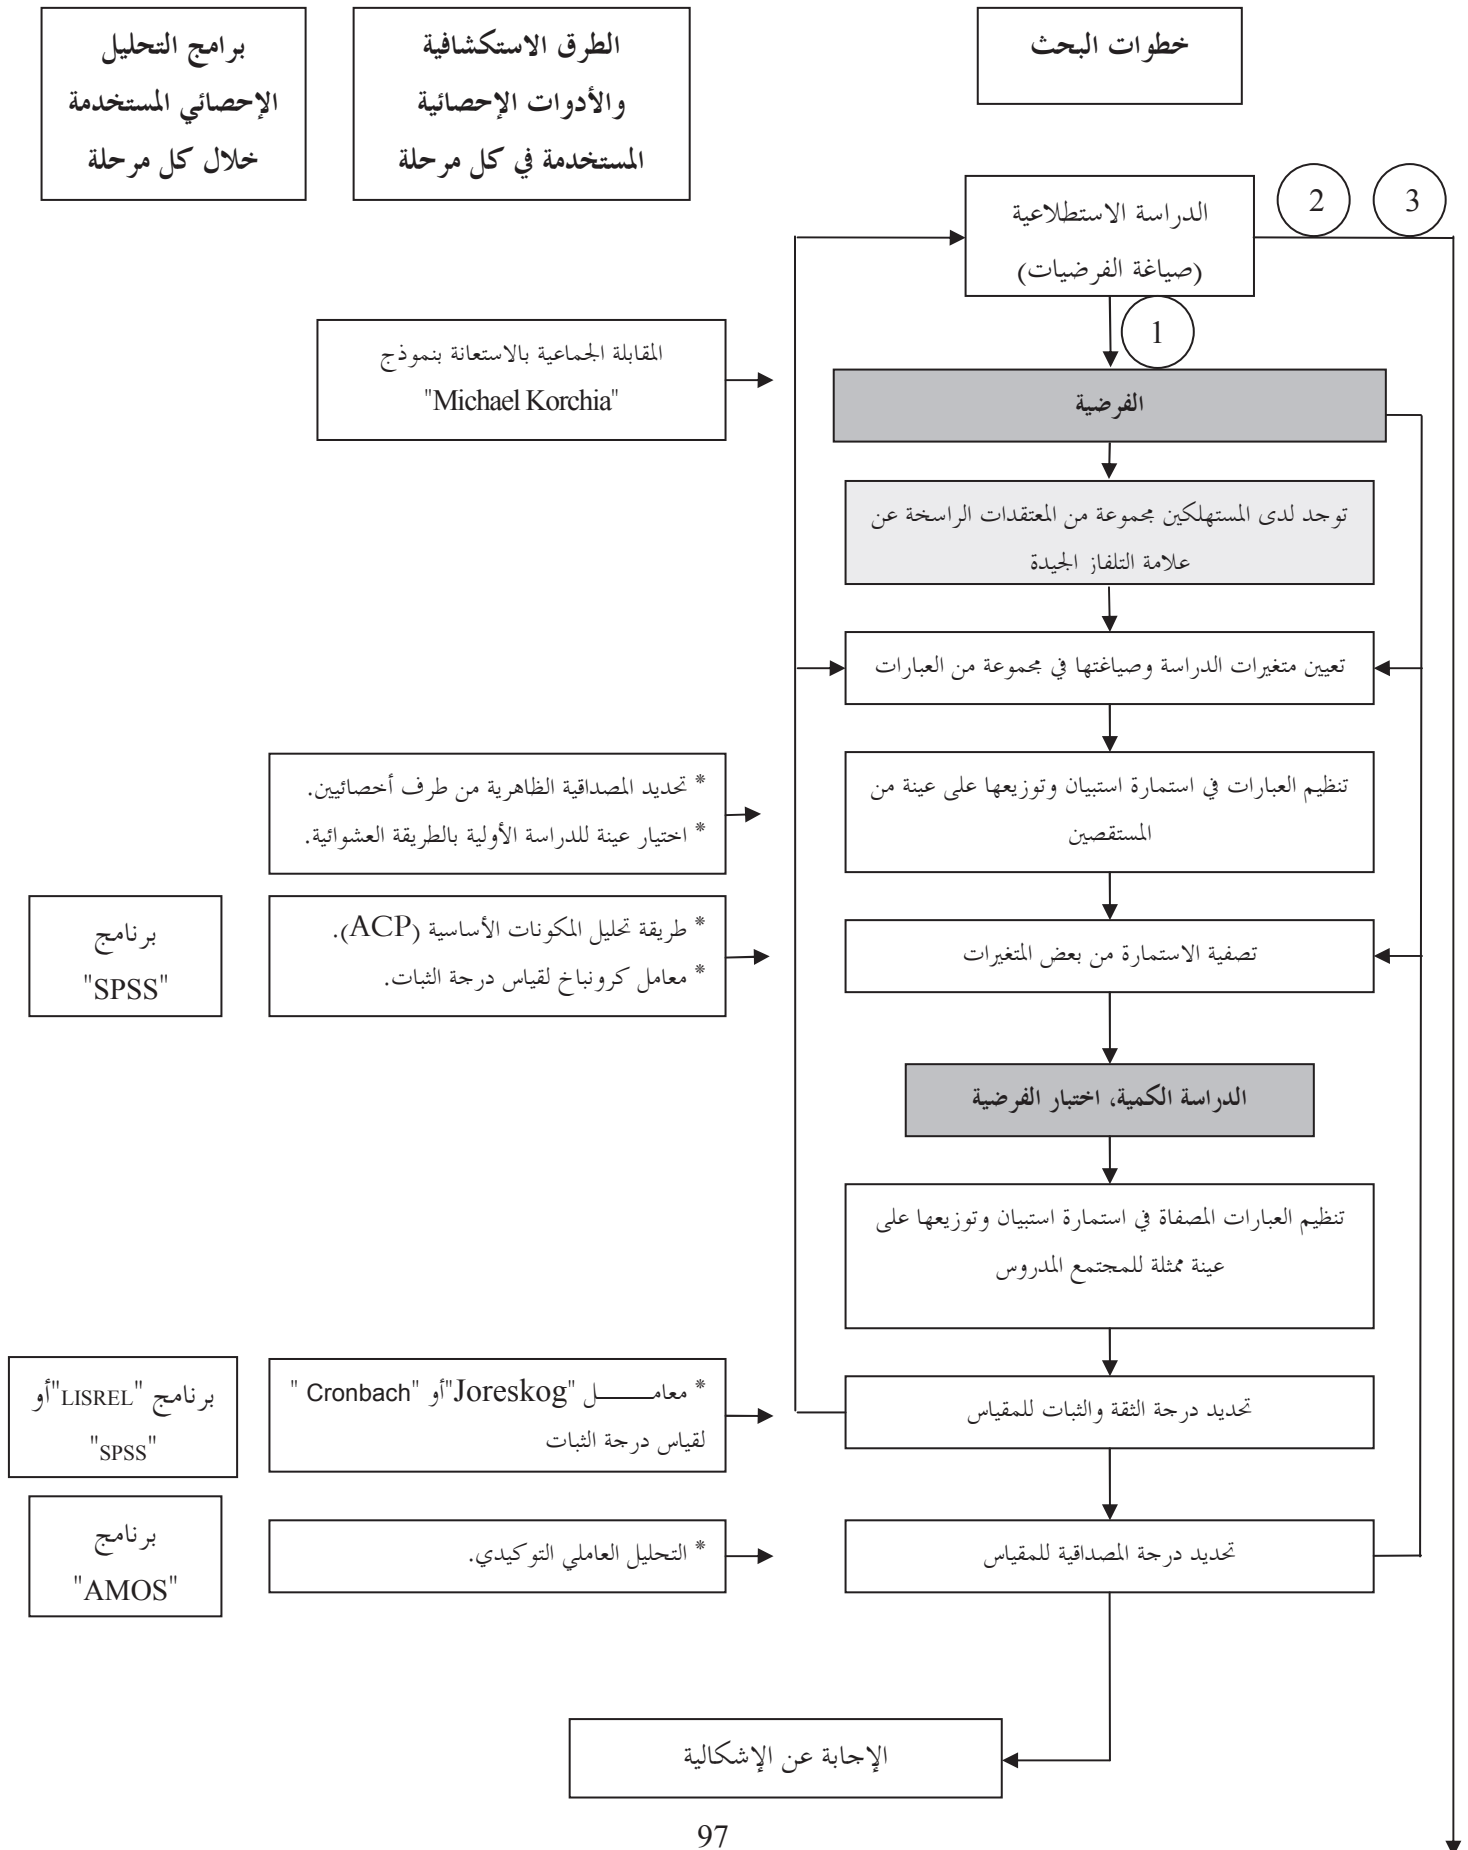 خطوات البحث
الطرق الاستكشافية
والأدوات الإحصائية
المستخدمة في كل مرحلة
برامج التحليل
الإحصائي المستخدمة
خلال كل مرحلة
الدراسة الاستطلاعية
(صياغة الفرضيات)
2
3
1
المقابلة الجماعية بالاستعانة بنموذج
"Michael Korchia"
الفرضية
توجد لدى المستهلكين مجموعة من المعتقدات الراسخة عن
علامة التلفاز الجيدة
تعيين متغيرات الدراسة وصياغتها في مجموعة من العبارات
تنظيم العبارات في استمارة استبيان وتوزيعها على عينة من
المستقصين
* تحديد المصداقية الظاهرية من طرف أخصائيين.
* اختيار عينة للدراسة الأولية بالطريقة العشوائية.
تصفية الاستمارة من بعض المتغيرات
* طريقة تحليل المكونات الأساسية (ACP).
* معامل كرونباخ لقياس درجة الثبات.
برنامج
"SPSS"
الدراسة الكمية، اختبار الفرضية
تنظيم العبارات المصفاة في استمارة استبيان وتوزيعها على
عينة ممثلة للمجتمع المدروس
تحديد درجة الثقة والثبات للمقياس
* معامـــــل "Joreskog"أو "Cronbach "
لقياس درجة الثبات
برنامج "LISREL"أو
"SPSS"
تحديد درجة المصداقية للمقياس
* التحليل العاملي التوكيدي.
برنامج
"AMOS"
الإجابة عن الإشكالية
97